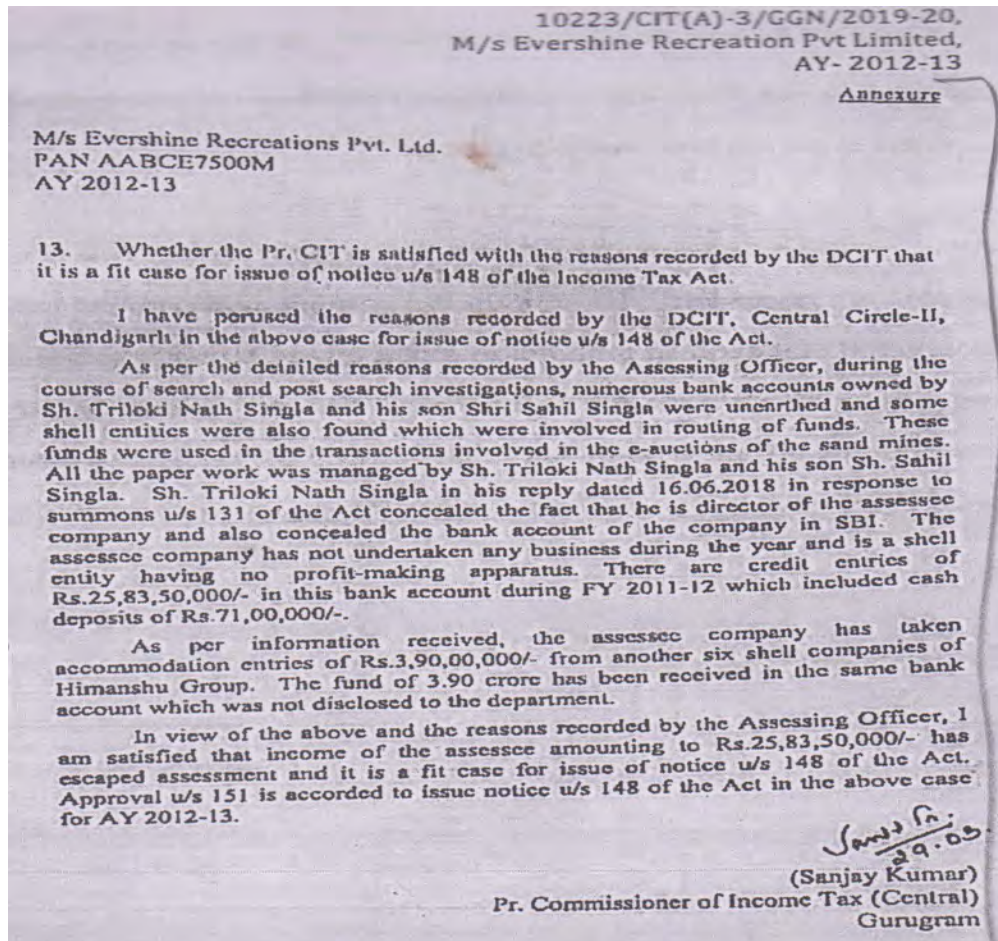 10223/CIT(A)-3/GGN/2019-20,
M/s Evershine Recreation Pvt Limited,
AY- 2012-13
Annexure
M/s Evershine Recreations Pvt. Ltd.
PAN AABCE7500M
AY 2012-13
13. Whether the Pr. CIT is satisfied with the reasons recorded by the DCIT that
it is a fit case for issue of notice u/s 148 of the Income Tax Act.
I have perused the reasons recorded by the DCIT, Central Circle-II,
Chandigarh in the above case for issue of notice u/s 148 of the Act.
As per the detailed reasons recorded by the Assessing Officer, during the
course of search and post search investigations, numerous bank accounts owned by
Sh. Triloki Nath Singla and his son Shri Sahil Singla were unearthed and some
shell entities were also found which were involved in routing of funds. These
funds were used in the transactions involved in the e-auctions of the sand mines.
All the paper work was managed by Sh. Triloki Nath Singla and his son Sh. Sahil
Singla. Sh. Triloki Nath Singla in his reply dated 16.06.2018 in response to
summons u/s 131 of the Act concealed the fact that he is director of the assessee
company and also concealed the bank account of the company in SBI. The
assessee company has not undertaken any business during the year and is a shell
entity having no profit-making apparatus. There are credit entries of
Rs.25,83,50,000/- in this bank account during FY 2011-12 which included cash
deposits of Rs.71,00,000/-.
As per information received, the assessee company has taken
accommodation entries of Rs.3,90,00,000/- from another six shell companies of
Himanshu Group. The fund of 3.90 crore has been received in the same bank
account which was not disclosed to the department.
In view of the above and the reasons recorded by the Assessing Officer, I
am satisfied that income of the assessee amounting to Rs.25,83,50,000/- has
escaped assessment and it is a fit case for issue of notice u/s 148 of the Act.
Approval u/s 151 is accorded to issue notice u/s 148 of the Act in the above case
for AY 2012-13.
29.03
(Sanjay Kumar)
Pr. Commissioner of Income Tax (Central)
Gurugram